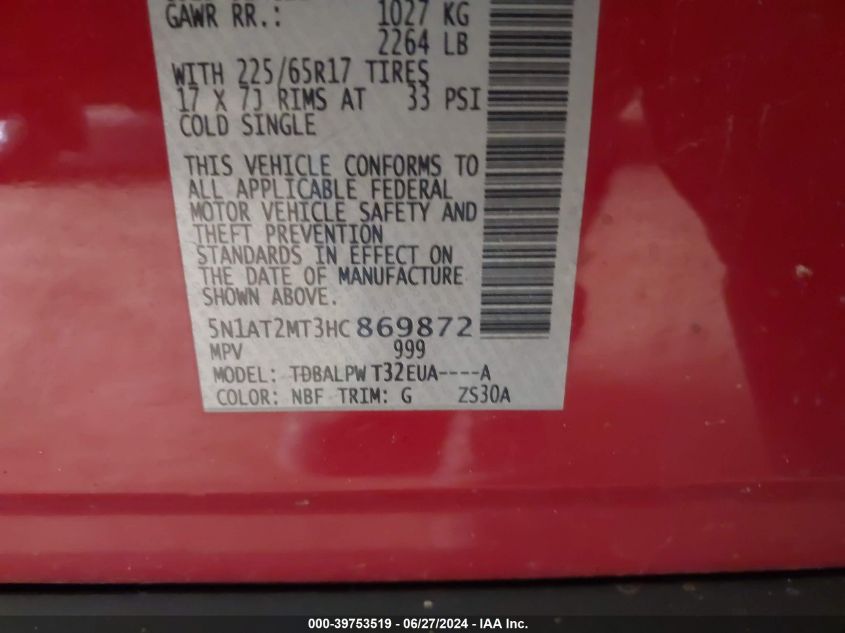 GAWR RR.: 1027 KG
2264 LB
WITH 225/65R17 TIRES
17 X 7J RIMS AT 33 PSI
COLD SINGLE
THIS VEHICLE CONFORMS TO
ALL APPLICABLE FEDERAL
MOTOR VEHICLE SAFETY AND
THEFT PREVENTION
STANDARDS IN EFFECT ON
THE DATE OF MANUFACTURE
SHOWN ABOVE.
5N1AT2MT3HC869872
MPV 999
MODEL: TDBALPW T32EUA----A
COLOR: NBF TRIM: G ZS30A
000-39753519 - 06/27/2024 - IAA Inc.